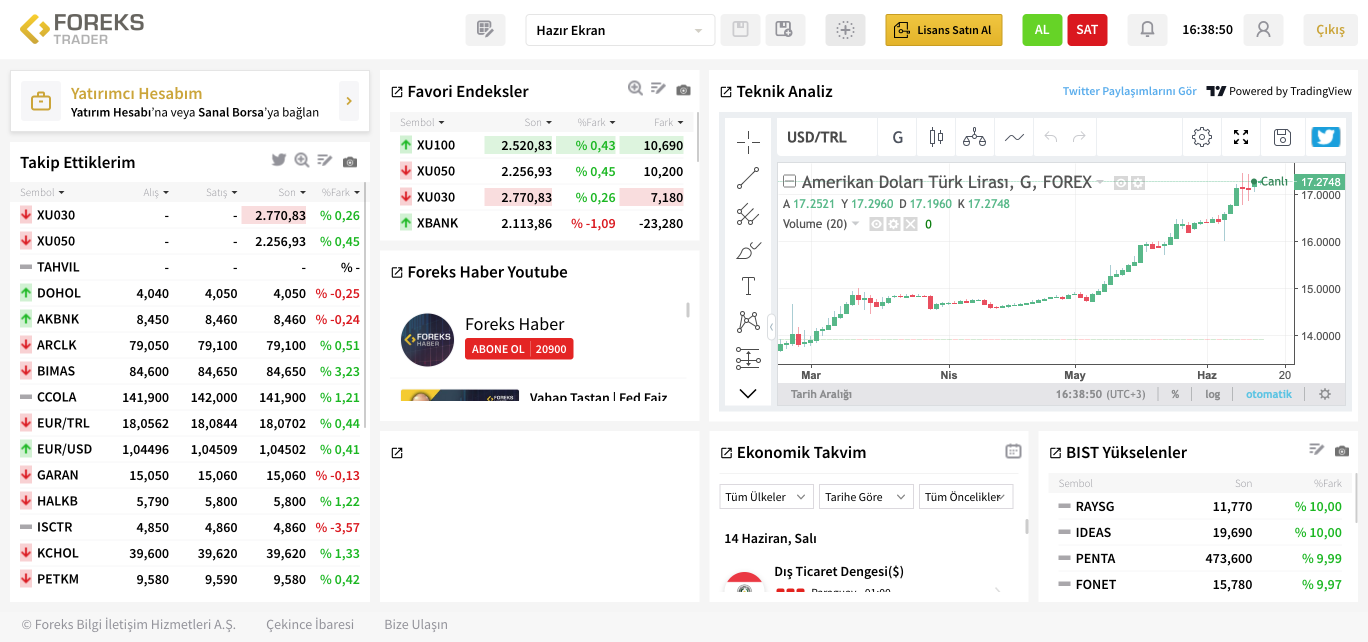 FOREKS
TRADER
Hazır Ekran
Lisans Satın Al
AL
SAT
16:38:50
Çıkış
Yatırımcı Hesabım
Yatırım Hesabı'na veya Sanal Borsa'ya bağlan
Takip Ettiklerim
Sembol Alış Satış Son %Fark
XU030 - - 2.770,83 % 0,26
XU050 - - 2.256,93 % 0,45
TAHVIL - - - % -
DOHOL 4,040 4,050 4,050 % -0,25
AKBNK 8,450 8,460 8,460 % -0,24
ARCLK 79,050 79,100 79,100 % 0,51
BIMAS 84,600 84,650 84,650 % 3,23
CCOLA 141,900 142,000 141,900 % 1,21
EUR/TRL 18,0562 18,0844 18,0702 % 0,44
EUR/USD 1,04496 1,04509 1,04502 % 0,41
GARAN 15,050 15,060 15,060 % -0,13
HALKB 5,790 5,800 5,800 % 1,22
ISCTR 4,850 4,860 4,860 % -3,57
KCHOL 39,600 39,620 39,620 % 1,33
PETKM 9,580 9,590 9,580 % 0,42
Favori Endeksler
Sembol Son %Fark Fark
XU100 2.520,83 % 0,43 10,690
XU050 2.256,93 % 0,45 10,200
XU030 2.770,83 % 0,26 7,180
XBANK 2.113,86 % -1,09 -23,280
Foreks Haber Youtube
FOREKS
HABER
Foreks Haber
ABONE OL 20900
FOREKS
Vahap Taştan | Fed Faiz
Teknik Analiz
Twitter Paylaşımlarını Gör
Powered by TradingView
USD/TRL
G
Amerikan Doları Türk Lirası, G, FOREX
A 17.2521 Y 17.2960 D 17.1960 K 17.2748
Volume (20) 0
Canlı
17.2748
17.0000
16.0000
15.0000
14.0000
Mar Nis May Haz 20
Tarih Aralığı 16:38:50 (UTC+3) % log otomatik
Ekonomik Takvim
Tüm Ülkeler Tarihe Göre Tüm Öncelikler
14 Haziran, Salı
Dış Ticaret Dengesi($)
Paraguay 01:00
BIST Yükselenler
Sembol Son %Fark
RAYSG 11,770 % 10,00
IDEAS 19,690 % 10,00
PENTA 473,600 % 9,99
FONET 15,780 % 9,97
© Foreks Bilgi İletişim Hizmetleri A.Ş.
Çekince İbaresi
Bize Ulaşın